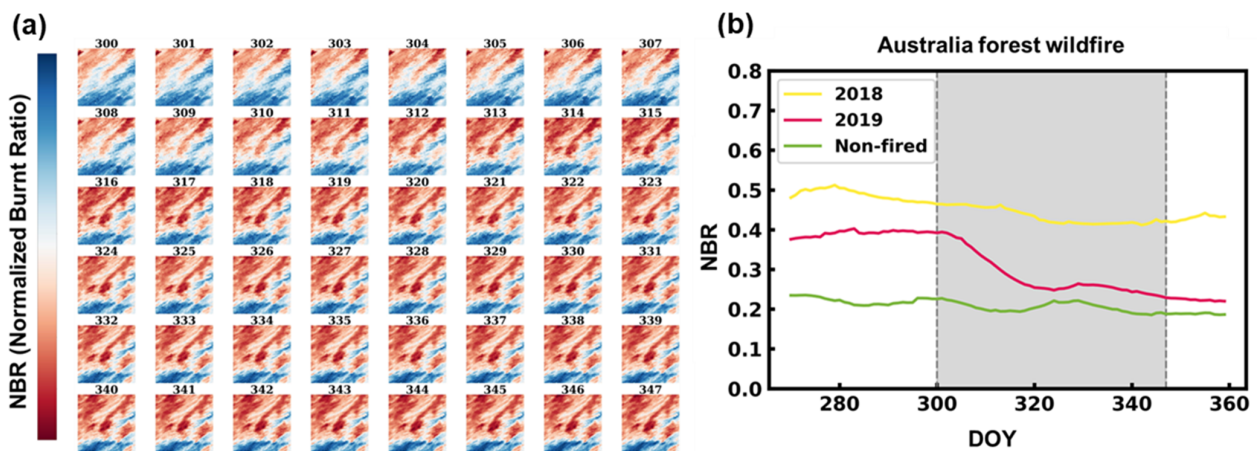 (a)
NBR (Normalized Burnt Ratio)
300 301 302 303 304 305 306 307
308 309 310 311 312 313 314 315
316 317 318 319 320 321 322 323
324 325 326 327 328 329 330 331
332 333 334 335 336 337 338 339
340 341 342 343 344 345 346 347
(b)
Australia forest wildfire
0.8
0.7
0.6
0.5
0.4
0.3
0.2
0.1
0.0
NBR
2018
2019
Non-fired
280 300 320 340 360
DOY